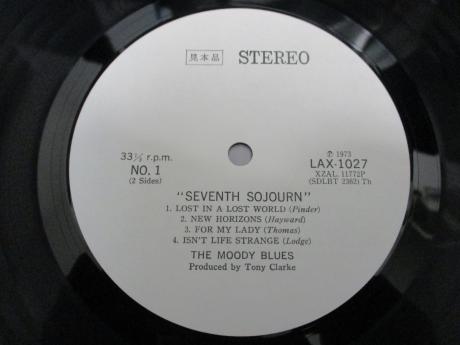 見本品 STEREO
33⅓ r.p.m.
NO. 1
(2 Sides)
Ⓟ 1973
LAX-1027
XZAL. 11772P
(SDLBT 2362) Th
"SEVENTH SOJOURN"
1. LOST IN A LOST WORLD (Pinder)
2. NEW HORIZONS (Hayward)
3. FOR MY LADY (Thomas)
4. ISN'T LIFE STRANGE (Lodge)
THE MOODY BLUES
Produced by Tony Clarke